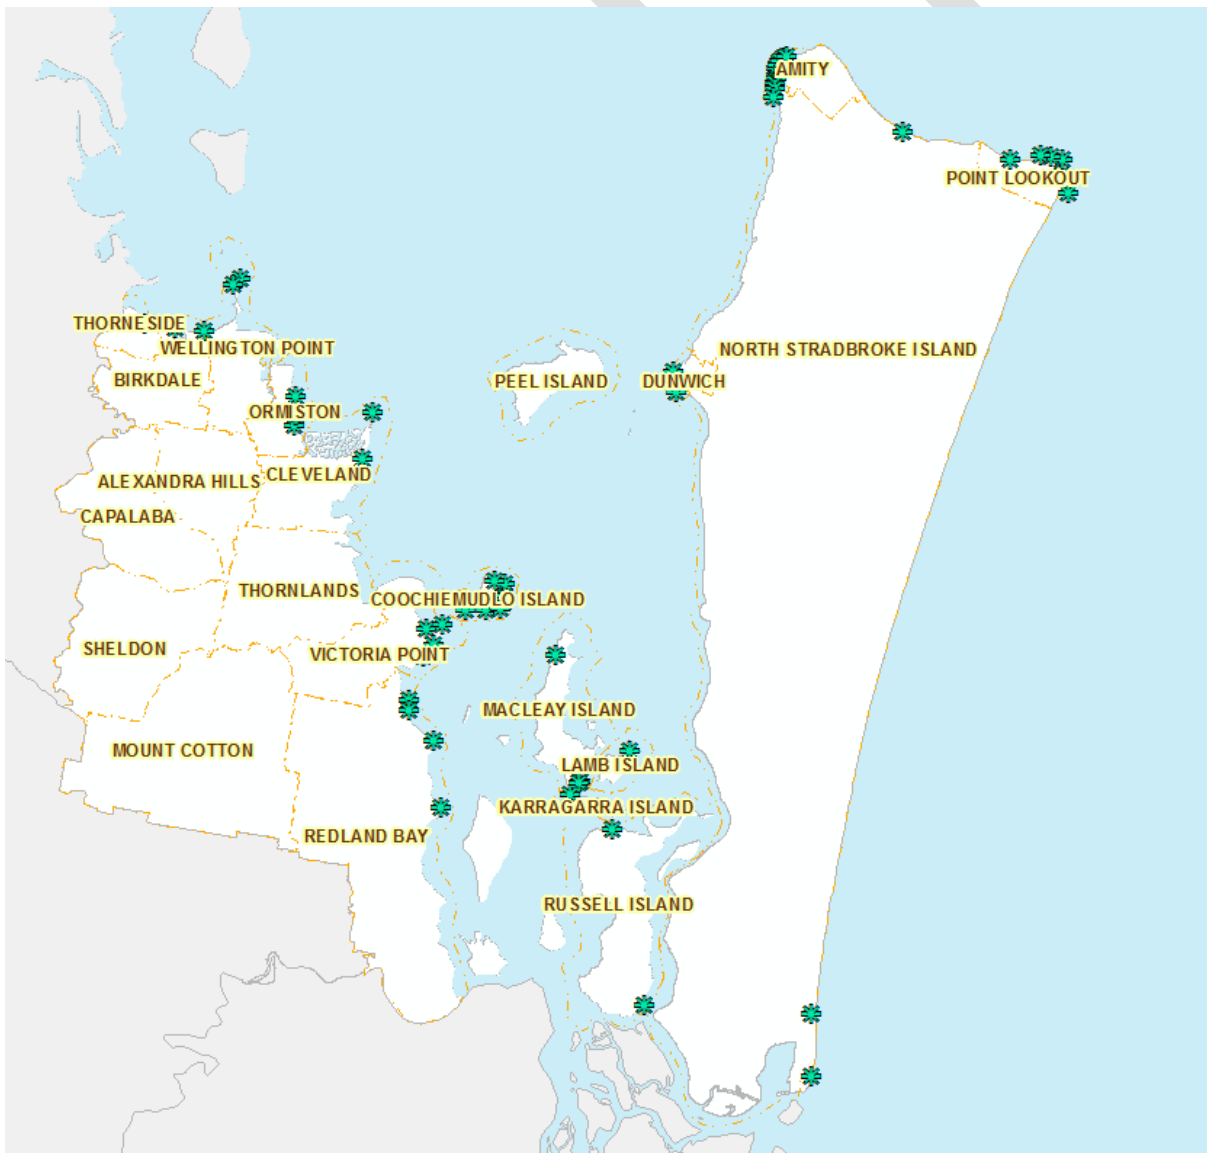 AMITY
POINT LOOKOUT
THORNESIDE
WELLINGTON POINT
NORTH STRADBROKE ISLAND
BIRKDALE
PEEL ISLAND
DUNWICH
ORMISTON
CLEVELAND
ALEXANDRA HILLS
CAPALABA
THORNLANDS
COOCHIEMUDLO ISLAND
SHELDON
VICTORIA POINT
MACLEAY ISLAND
MOUNT COTTON
LAMB ISLAND
KARRAGARRA ISLAND
REDLAND BAY
RUSSELL ISLAND